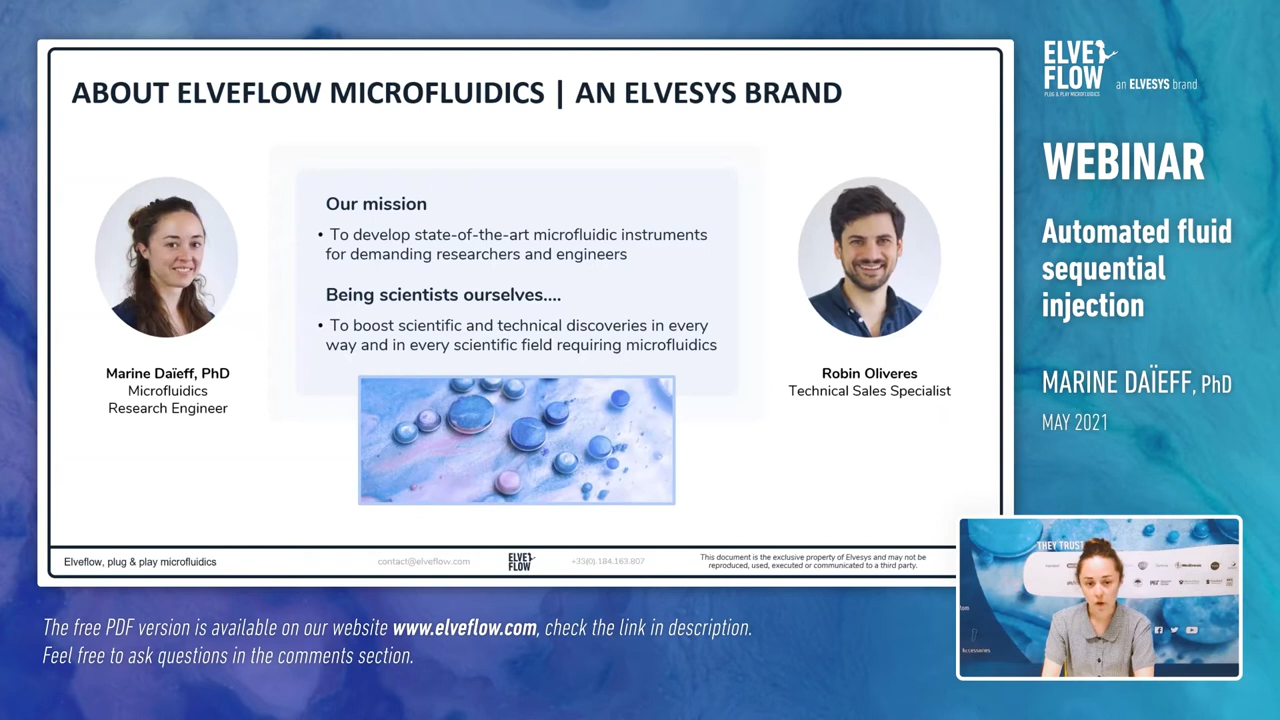 ABOUT ELVEFLOW MICROFLUIDICS | AN ELVESYS BRAND
Our mission
• To develop state-of-the-art microfluidic instruments
for demanding researchers and engineers
Being scientists ourselves....
• To boost scientific and technical discoveries in every
way and in every scientific field requiring microfluidics
Marine Daïeff, PhD
Microfluidics
Research Engineer
Robin Oliveres
Technical Sales Specialist
Elveflow, plug & play microfluidics
contact@elveflow.com
ELVE
FLOW
+33(0).184.163.807
This document is the exclusive property of Elvesys and may not be
reproduced, used, executed or communicated to a third party.
ELVE
FLOW
PLUG & PLAY MICROFLUIDICS
an ELVESYS brand
WEBINAR
Automated fluid
sequential
injection
MARINE DAÏEFF, PhD
MAY 2021
THEY TRUST
Accessories
The free PDF version is available on our website www.elveflow.com, check the link in description.
Feel free to ask questions in the comments section.